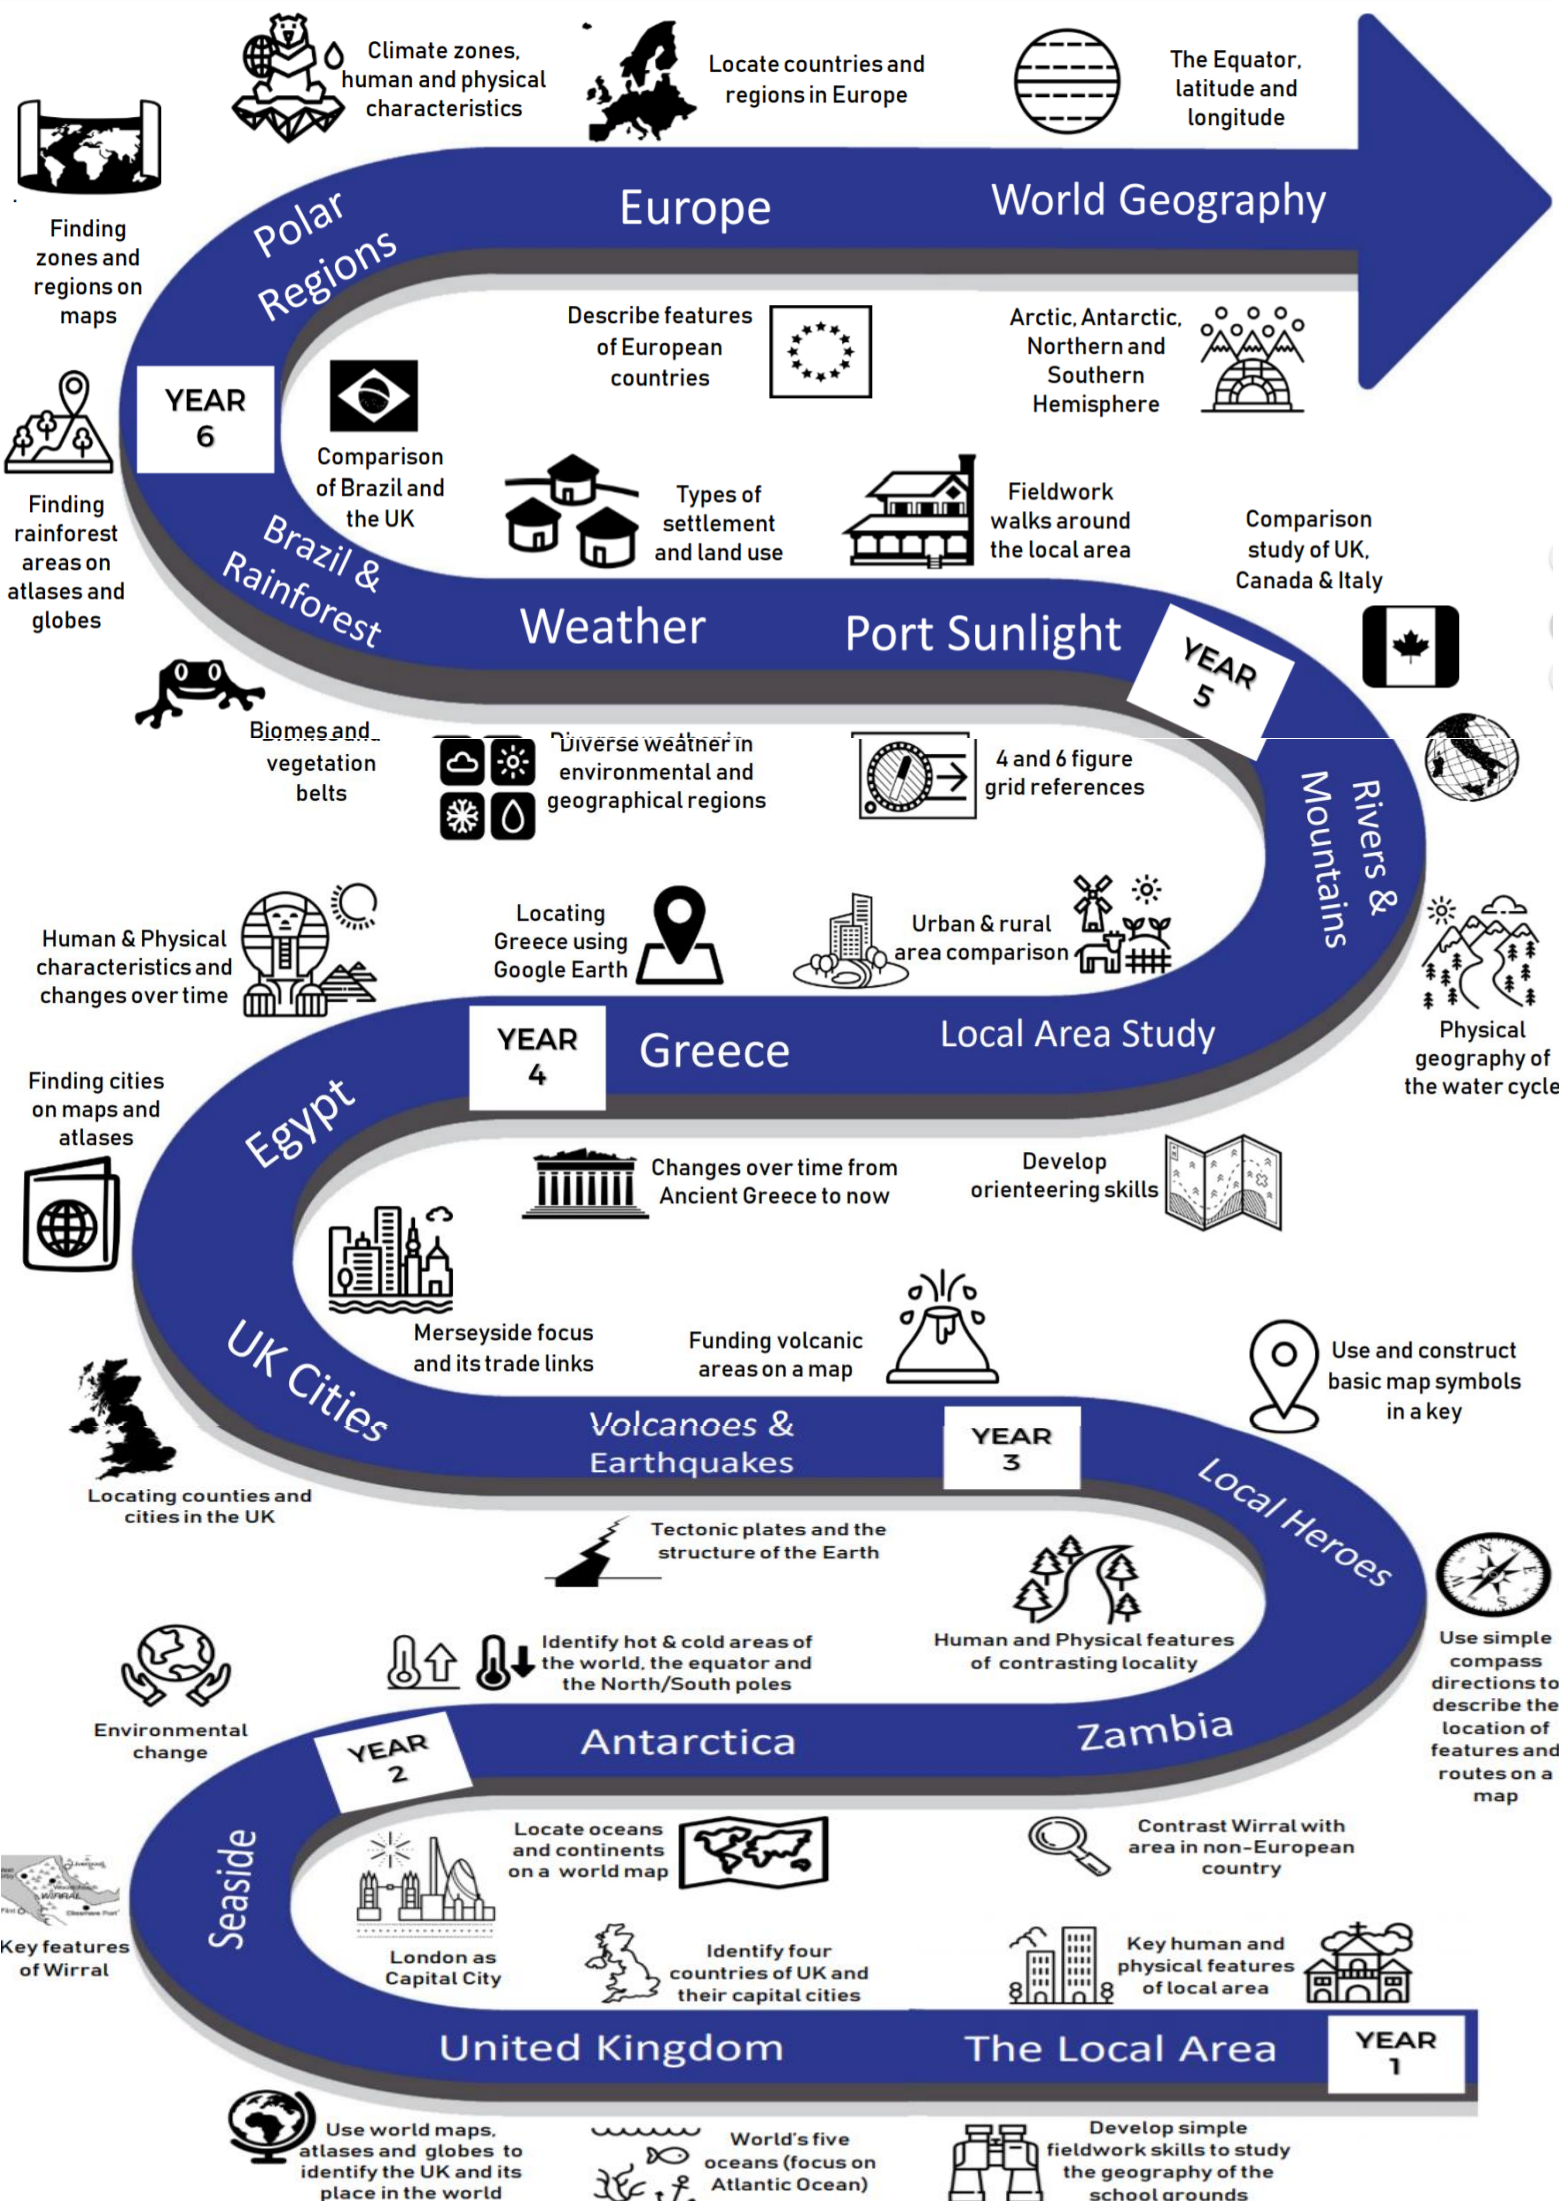 Climate zones,
human and physical
characteristics
Locate countries and
regions in Europe
The Equator,
latitude and
longitude
Finding
zones and
regions on
maps
Polar
Regions
Europe
World Geography
Describe features
of European
countries
Arctic, Antarctic,
Northern and
Southern
Hemisphere
YEAR
6
Comparison
of Brazil and
the UK
Finding
rainforest
areas on
atlases and
globes
Types of
settlement
and land use
Fieldwork
walks around
the local area
Comparison
study of UK,
Canada & Italy
Brazil &
Rainforest
Weather
Port Sunlight
YEAR
5
Biomes and
vegetation
belts
Diverse weather in
environmental and
geographical regions
4 and 6 figure
grid references
Rivers &
Mountains
Human & Physical
characteristics and
changes over time
Locating
Greece using
Google Earth
Urban & rural
area comparison
Physical
geography of
the water cycle
YEAR
4
Greece
Local Area Study
Finding cities
on maps and
atlases
Egypt
Changes over time from
Ancient Greece to now
Develop
orienteering skills
Merseyside focus
and its trade links
Funding volcanic
areas on a map
Use and construct
basic map symbols
in a key
UK Cities
Volcanoes &
Earthquakes
YEAR
3
Local Heroes
Locating counties and
cities in the UK
Tectonic plates and the
structure of the Earth
N
E
S
W
Identify hot & cold areas of
the world, the equator and
the North/South poles
Human and Physical features
of contrasting locality
Use simple
compass
directions to
describe the
location of
features and
routes on a
map
Environmental
change
YEAR
2
Antarctica
Zambia
Seaside
Locate oceans
and continents
on a world map
Contrast Wirral with
area in non-European
country
WIRRAL
Key features
of Wirral
London as
Capital City
Identify four
countries of UK and
their capital cities
Key human and
physical features
of local area
United Kingdom
The Local Area
YEAR
1
Use world maps,
atlases and globes to
identify the UK and its
place in the world
World's five
oceans (focus on
Atlantic Ocean)
Develop simple
fieldwork skills to study
the geography of the
school grounds